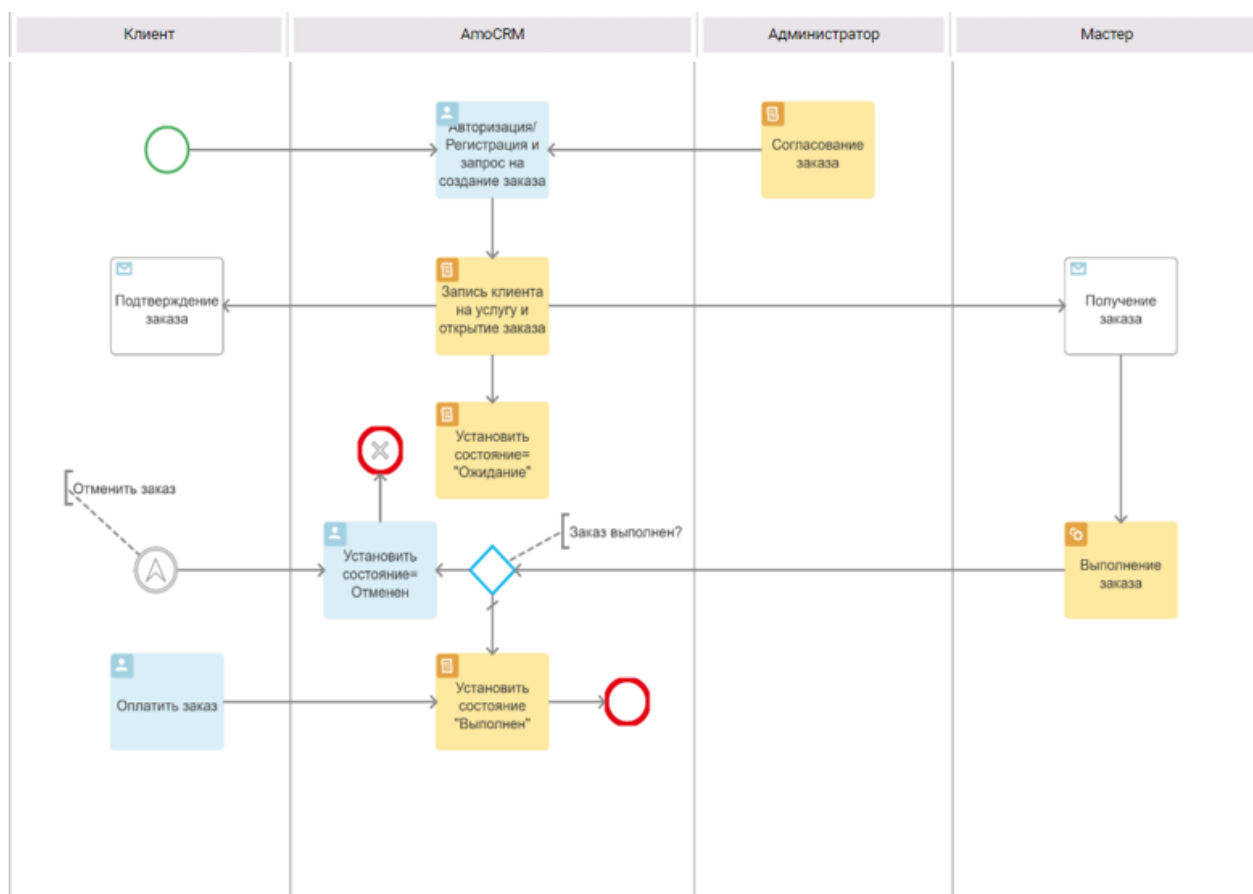 Клиент
AmoCRM
Администратор
Мастер
Авторизация/
Регистрация и
запрос на
создание заказа
Согласование
заказа
Подтверждение
заказа
Запись клиента
на услугу и
открытие заказа
Получение
заказа
Установить
состояние=
"Ожидание"
Отменить заказ
Заказ выполнен?
Установить
состояние=
Отменен
Выполнение
заказа
Оплатить заказ
Установить
состояние
"Выполнен"